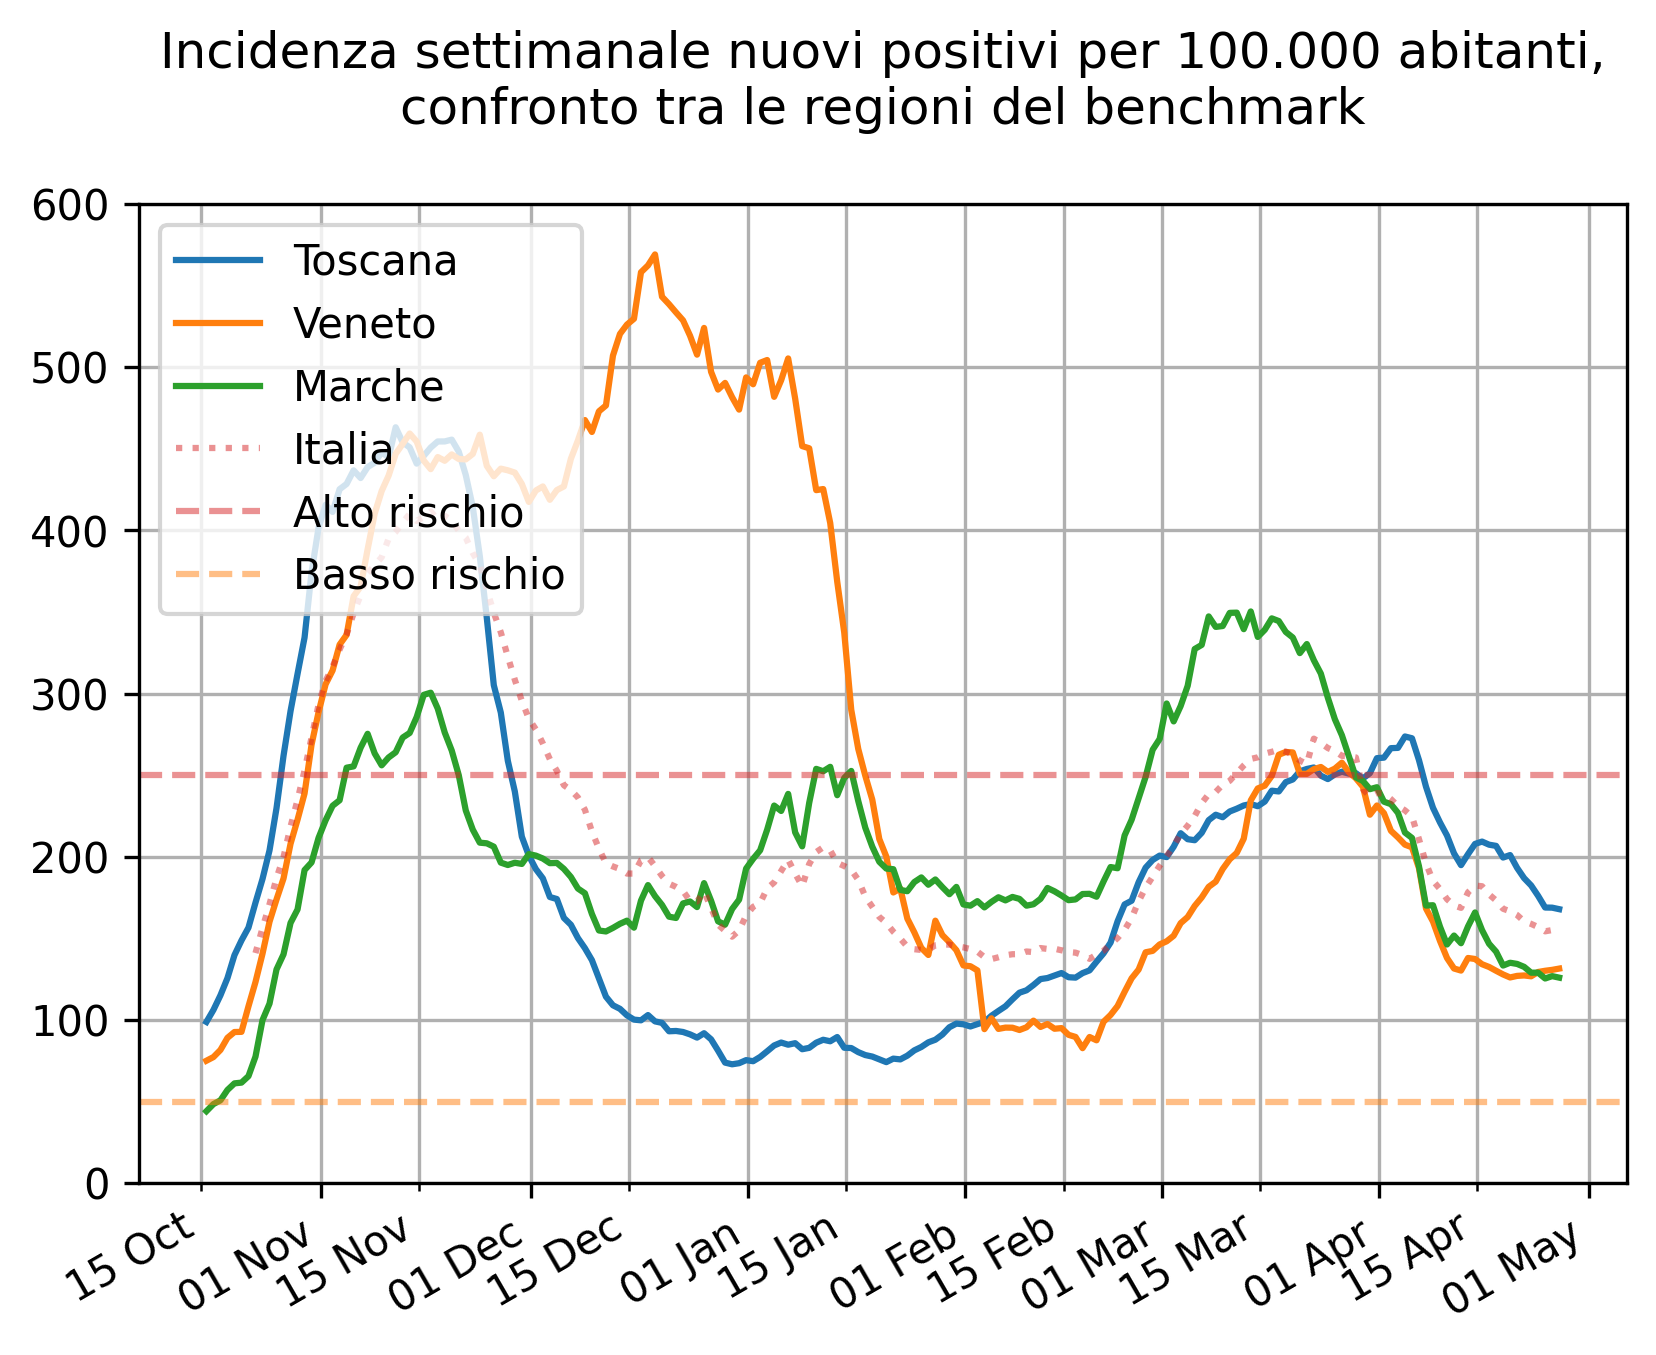 Incidenza settimanale nuovi positivi per 100.000 abitanti,
confronto tra le regioni del benchmark
600
500
400
300
200
100
0
Toscana
Veneto
Marche
Italia
Alto rischio
Basso rischio
15 Oct
01 Nov
15 Nov
01 Dec
15 Dec
01 Jan
15 Jan
01 Feb
15 Feb
01 Mar
15 Mar
01 Apr
15 Apr
01 May